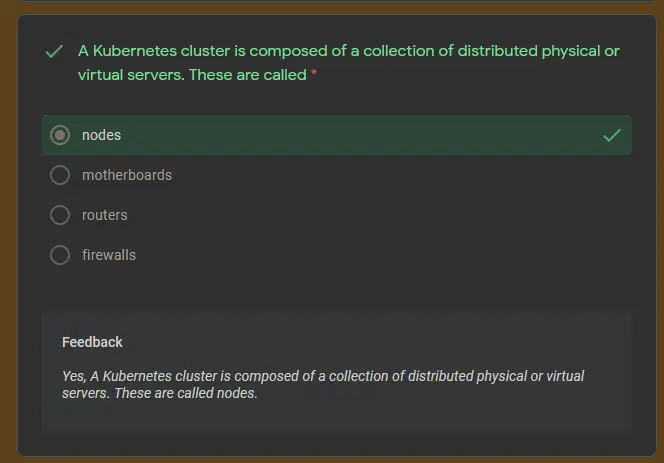 A Kubernetes cluster is composed of a collection of distributed physical or
virtual servers. These are called *
nodes
motherboards
routers
firewalls
Feedback
Yes, A Kubernetes cluster is composed of a collection of distributed physical or virtual
servers. These are called nodes.